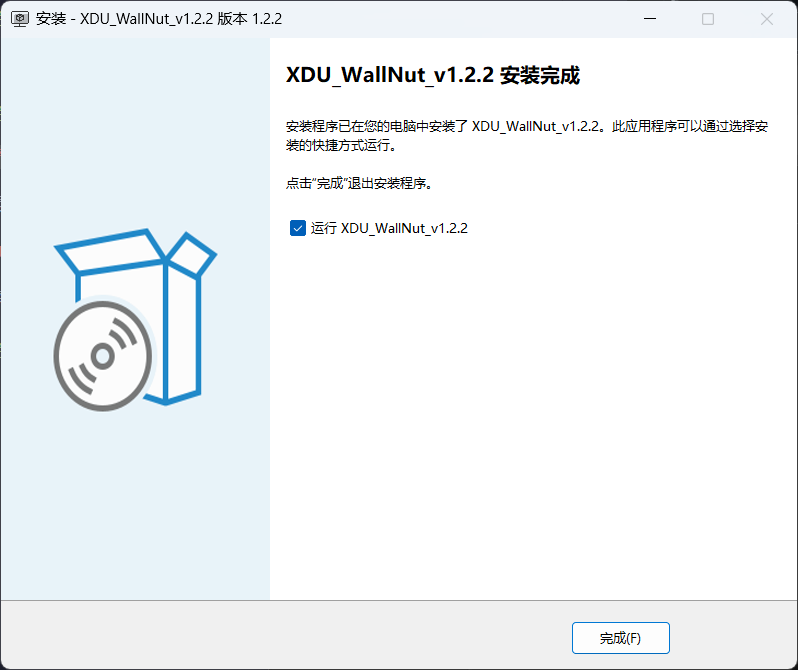 安装 - XDU_WallNut_v1.2.2 版本 1.2.2
XDU_WallNut_v1.2.2 安装完成
安装程序已在您的电脑中安装了 XDU_WallNut_v1.2.2。此应用程序可以通过选择安
装的快捷方式运行。
点击“完成”退出安装程序。
运行 XDU_WallNut_v1.2.2
完成(F)